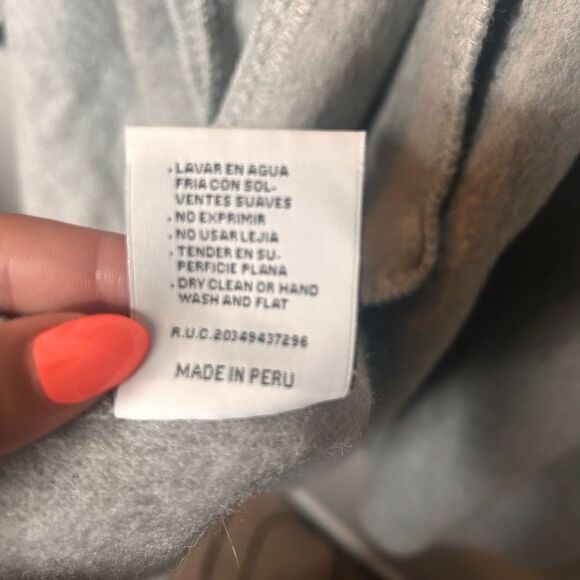 . LAVAR EN AGUA
FRIA CON SOL-
VENTES SUAVES
. NO EXPRIMIR
. NO USAR LEJIA
. TENDER EN SU-
PERFICIE PLANA
. DRY CLEAN OR HAND
WASH AND FLAT
R.U.C. 20349437296
MADE IN PERU